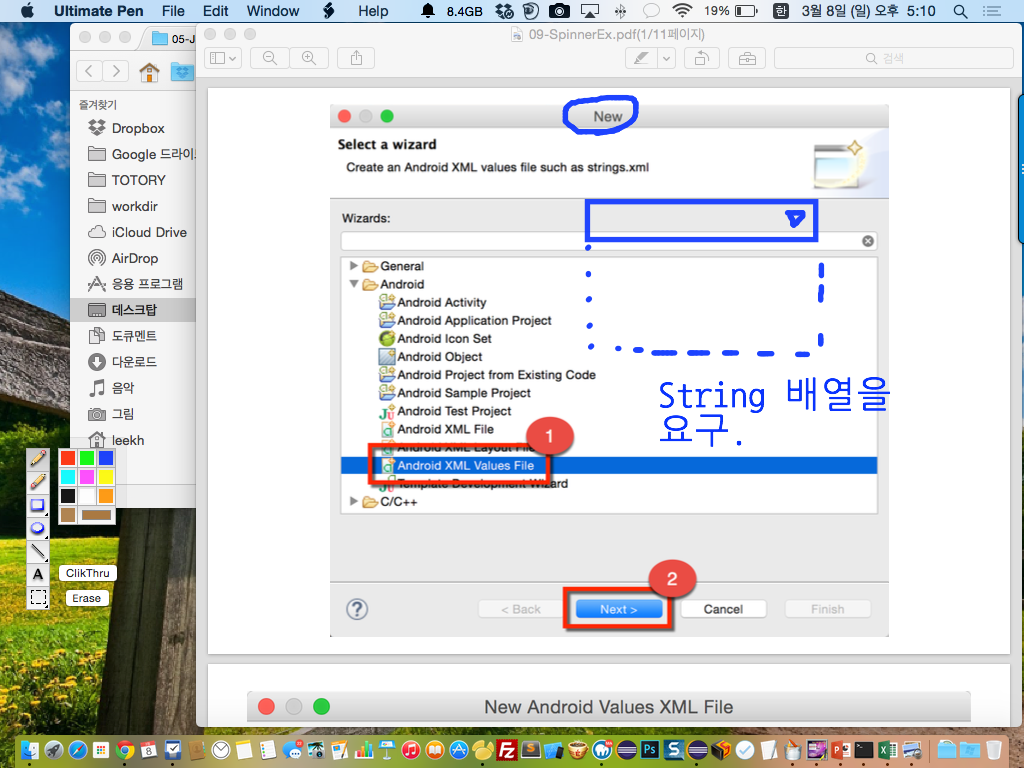 Ultimate Pen File Edit Window Help 8.4GB 19% 한 3월 8일 (일) 오후 5:10
05-J
09-SpinnerEx.pdf(1/11페이지)
검색
즐겨찾기
Dropbox
Google 드라이.
TOTORY
workdir
iCloud Drive
AirDrop
응용 프로그램
데스크탑
도큐멘트
다운로드
음악
그림
leekh
ClikThru
Erase
A
New
Select a wizard
Create an Android XML values file such as strings.xml
Wizards:
General
Android
Android Activity
Android Application Project
Android Icon Set
Android Object
Android Project from Existing Code
Android Sample Project
Android Test Project
Android XML File
Android XML Layout File
Android XML Values File
Template Development Wizard
C/C++
1
String 배열을
요구.
2
?
< Back Next > Cancel Finish
New Android Values XML File
8
Fz
S
Ps
S